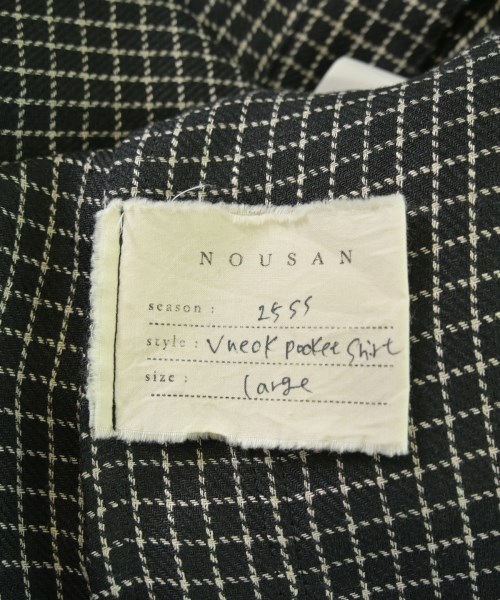 NOUSAN
season : 25SS
style : Vneck pocket shirt
size : large